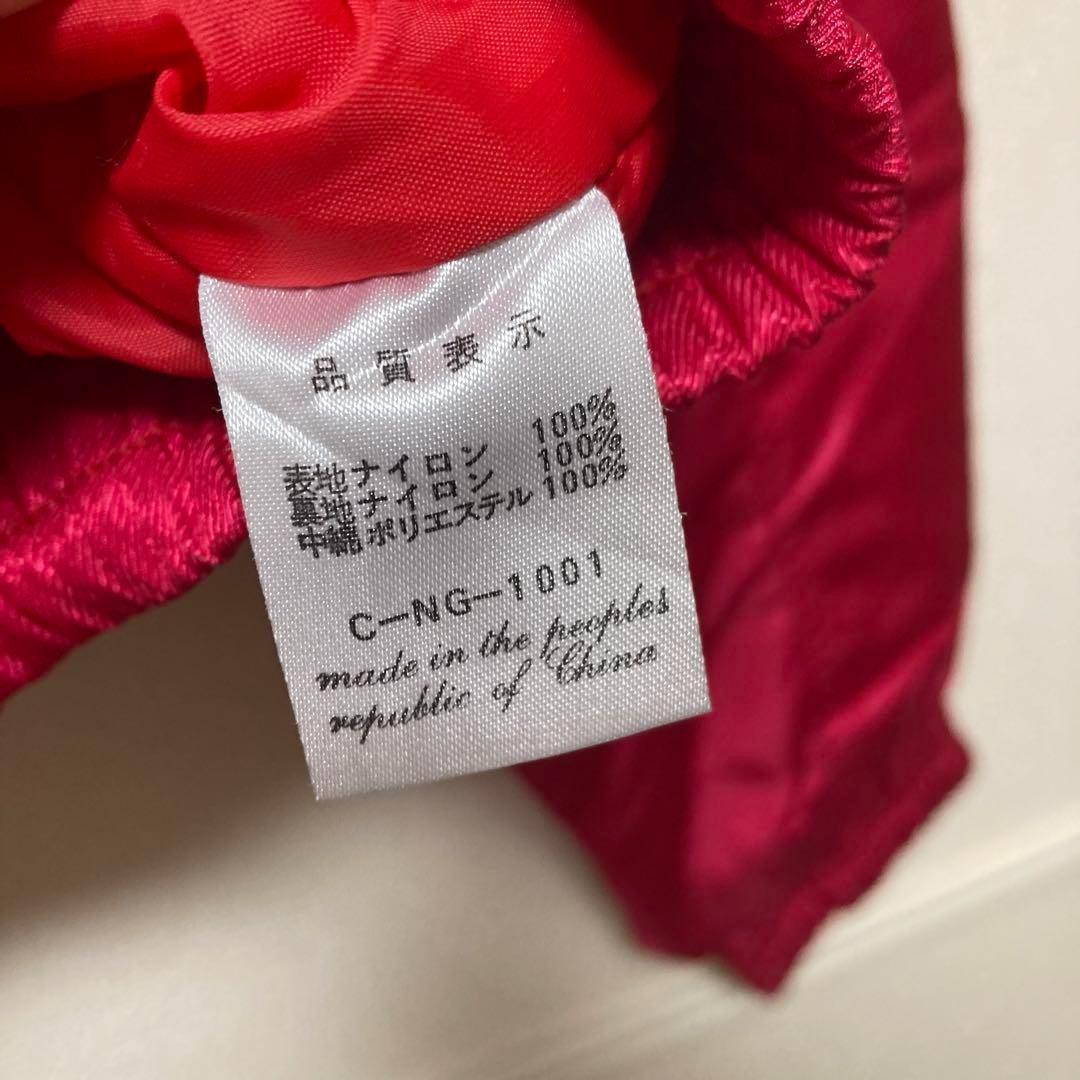 品質表示
表地ナイロン 100%
裏地ナイロン 100%
中綿ポリエステル 100%
C-NG-1001
made in the peoples
republic of China